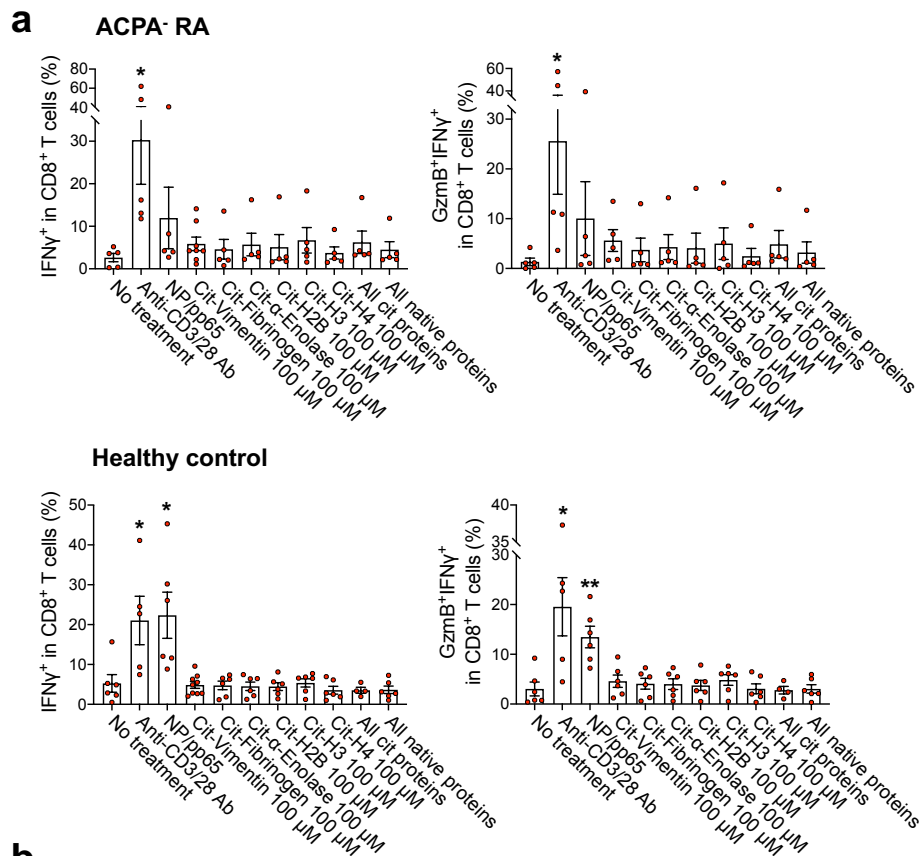 a
ACPA- RA
IFNγ+ in CD8+ T cells (%)
80
60
40
30
20
10
0
*
No treatment
Anti-CD3/28 Ab
NP/pp65
Cit-Vimentin 100 µM
Cit-Fibrinogen 100 µM
Cit-α-Enolase 100 µM
Cit-H2B 100 µM
Cit-H3 100 µM
Cit-H4 100 µM
All cit proteins
All native proteins
GzmB+IFNγ+
in CD8+ T cells (%)
60
40
20
10
0
*
No treatment
Anti-CD3/28 Ab
NP/pp65
Cit-Vimentin 100 µM
Cit-Fibrinogen 100 µM
Cit-α-Enolase 100 µM
Cit-H2B 100 µM
Cit-H3 100 µM
Cit-H4 100 µM
All cit proteins
All native proteins
Healthy control
IFNγ+ in CD8+ T cells (%)
50
40
30
20
10
0
*
*
No treatment
Anti-CD3/28 Ab
NP/pp65
Cit-Vimentin 100 µM
Cit-Fibrinogen 100 µM
Cit-α-Enolase 100 µM
Cit-H2B 100 µM
Cit-H3 100 µM
Cit-H4 100 µM
All cit proteins
All native proteins
GzmB+IFNγ+
in CD8+ T cells (%)
40
35
30
20
10
0
*
**
No treatment
Anti-CD3/28 Ab
NP/pp65
Cit-Vimentin 100 µM
Cit-Fibrinogen 100 µM
Cit-α-Enolase 100 µM
Cit-H2B 100 µM
Cit-H3 100 µM
Cit-H4 100 µM
All cit proteins
All native proteins